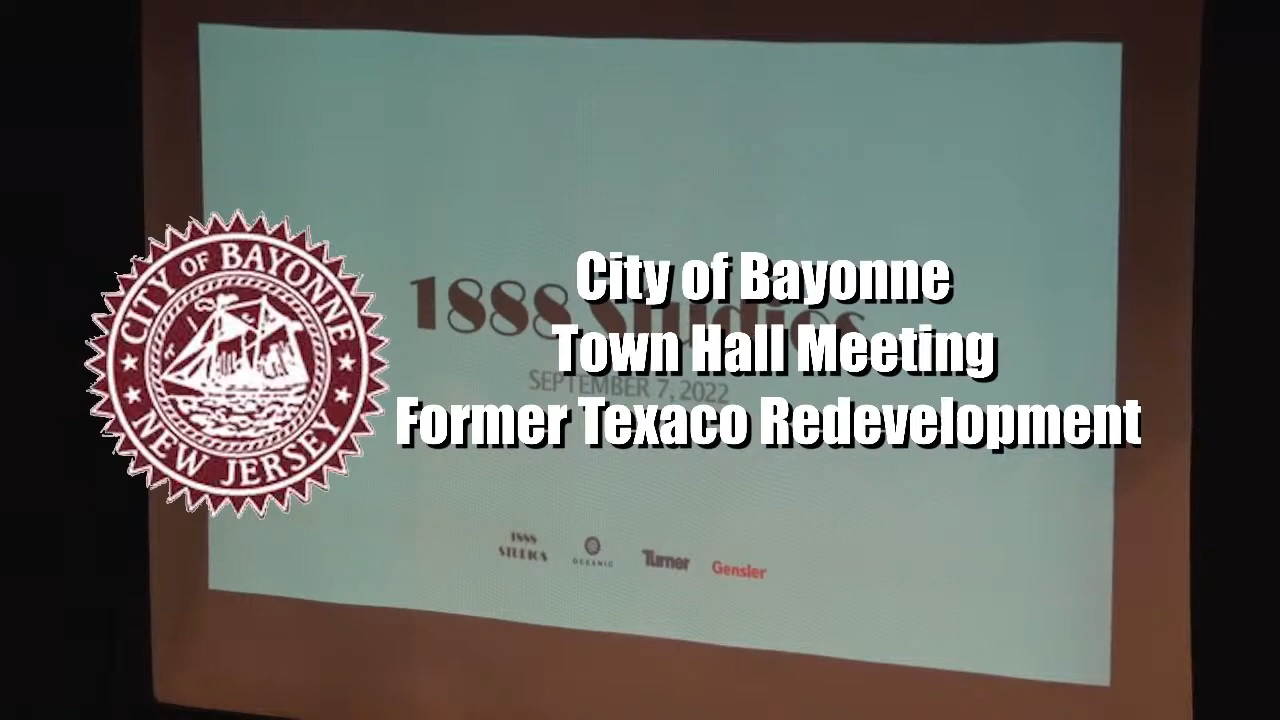 CITY OF BAYONNE
NEW JERSEY
City of Bayonne
Town Hall Meeting
Former Texaco Redevelopment
1888 Studios
SEPTEMBER 7, 2022
1888
STUDIOS
OCEANIC
Turner
Gensler